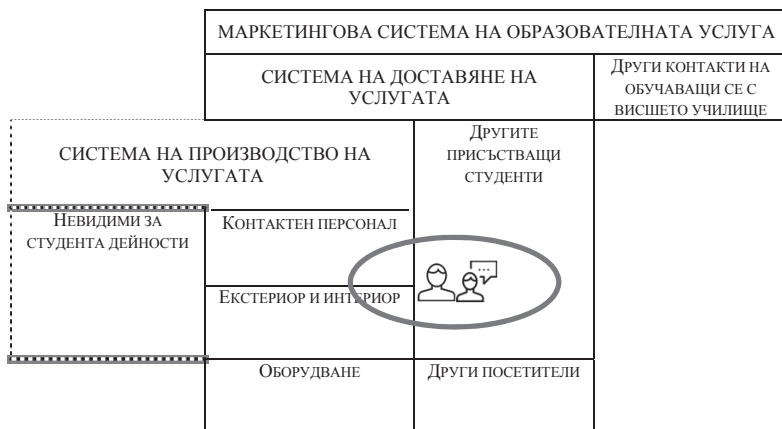 МАРКЕТИНГОВА СИСТЕМА НА ОБРАЗОВАТЕЛНАТА УСЛУГА
СИСТЕМА НА ДОСТАВЯНЕ НА
УСЛУГАТА
ДРУГИ КОНТАКТИ НА
ОБУЧАВАЩИ СЕ С
ВИСШЕТО УЧИЛИЩЕ
СИСТЕМА НА ПРОИЗВОДСТВО НА
УСЛУГАТА
ДРУГИТЕ
ПРИСЪСТВАЩИ
СТУДЕНТИ
НЕВИДИМИ ЗА
СТУДЕНТА ДЕЙНОСТИ
КОНТАКТЕН ПЕРСОНАЛ
ЕКСТЕРИОР И ИНТЕРИОР
ОБОРУДВАНЕ
ДРУГИ ПОСЕТИТЕЛИ